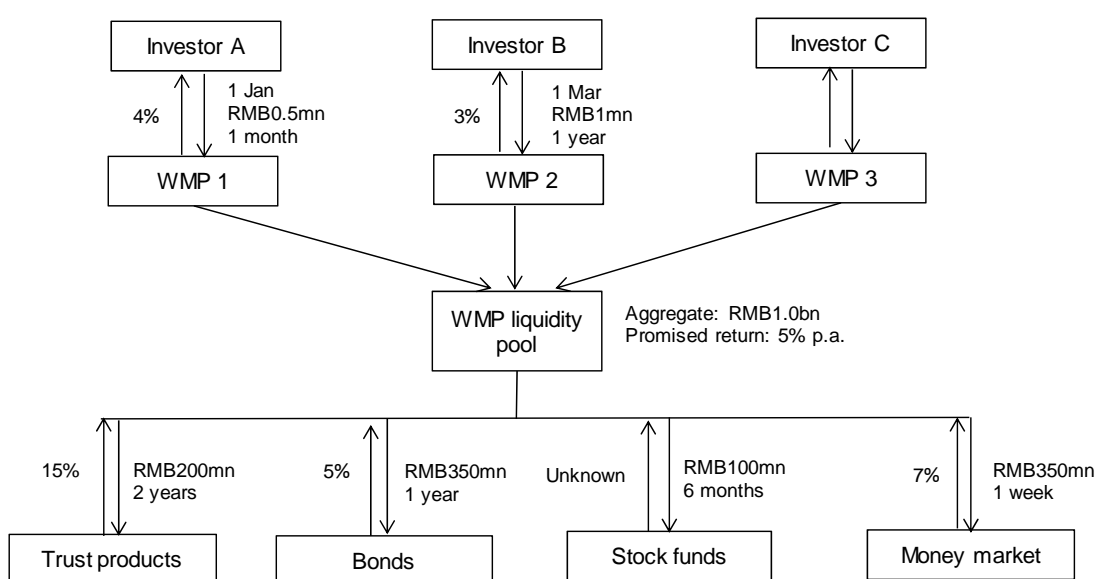 Investor A
Investor B
Investor C
4%
1 Jan
RMB0.5mn
1 month
3%
1 Mar
RMB1mn
1 year
WMP 1
WMP 2
WMP 3
WMP liquidity
pool
Aggregate: RMB1.0bn
Promised return: 5% p.a.
15%
RMB200mn
2 years
5%
RMB350mn
1 year
Unknown
RMB100mn
6 months
7%
RMB350mn
1 week
Trust products
Bonds
Stock funds
Money market